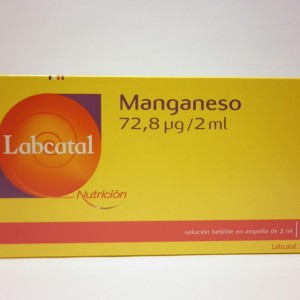 Manganeso
72,8 µg/2 ml
Labcatal
Nutrición
solución bebible en ampolla de 2 ml
Labcatal